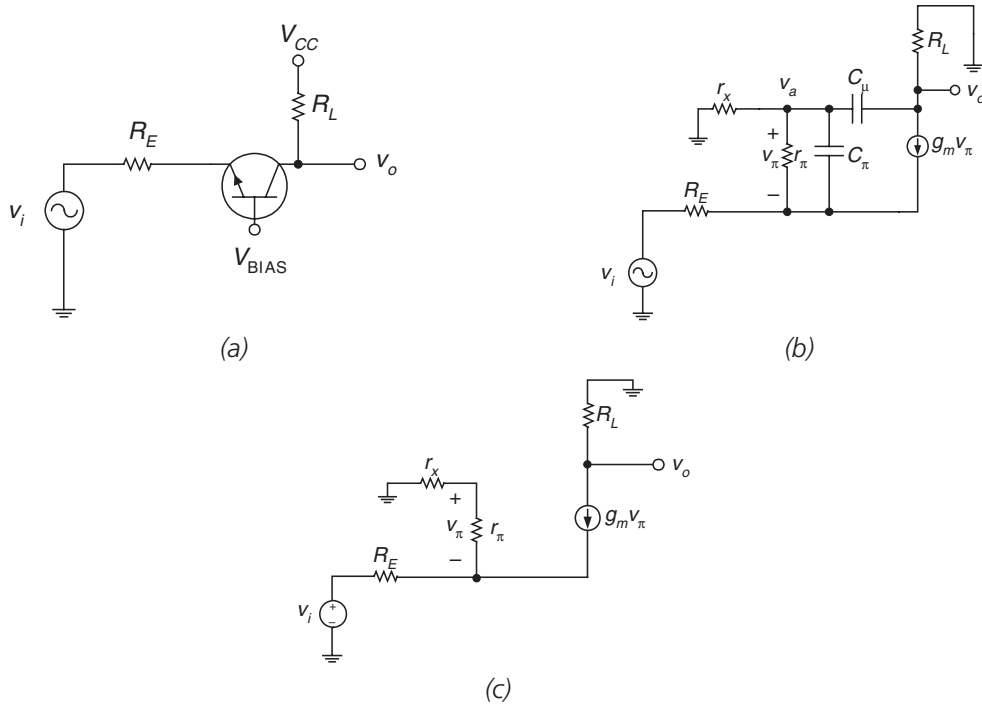 V_CC
R_L
R_E
v_o
v_i
V_BIAS
(a)
R_L
v_a
C_μ
r_x
v_o
+
v_π
r_π
C_π
g_m v_π
−
R_E
v_i
(b)
R_L
r_x
v_o
+
v_π
r_π
g_m v_π
−
R_E
v_i
+
−
(c)